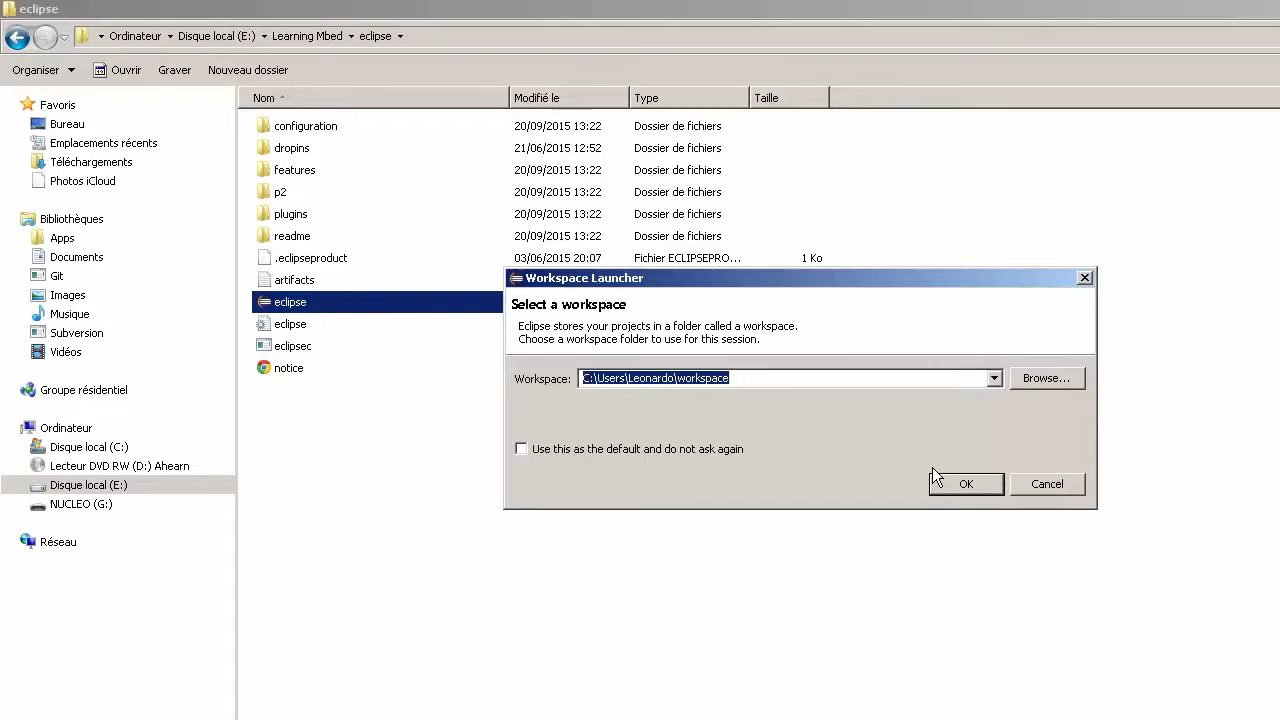 eclipse
Ordinateur Disque local (E:) Learning Mbed eclipse
Organiser Ouvrir Graver Nouveau dossier
Favoris
Bureau
Emplacements récents
Téléchargements
Photos iCloud
Bibliothèques
Apps
Documents
Git
Images
Musique
Subversion
Vidéos
Groupe résidentiel
Ordinateur
Disque local (C:)
Lecteur DVD RW (D:) Ahearn
Disque local (E:)
NUCLEO (G:)
Réseau
Nom Modifié le Type Taille
configuration 20/09/2015 13:22 Dossier de fichiers
dropins 21/06/2015 12:52 Dossier de fichiers
features 20/09/2015 13:22 Dossier de fichiers
p2 20/09/2015 13:22 Dossier de fichiers
plugins 20/09/2015 13:22 Dossier de fichiers
readme 20/09/2015 13:22 Dossier de fichiers
.eclipseproduct 03/06/2015 20:07 Fichier ECLIPSEPRO... 1 Ko
artifacts
eclipse
eclipse
eclipsec
notice
Workspace Launcher
Select a workspace
Eclipse stores your projects in a folder called a workspace.
Choose a workspace folder to use for this session.
Workspace: C:\Users\Leonardo\workspace Browse...
Use this as the default and do not ask again
OK Cancel